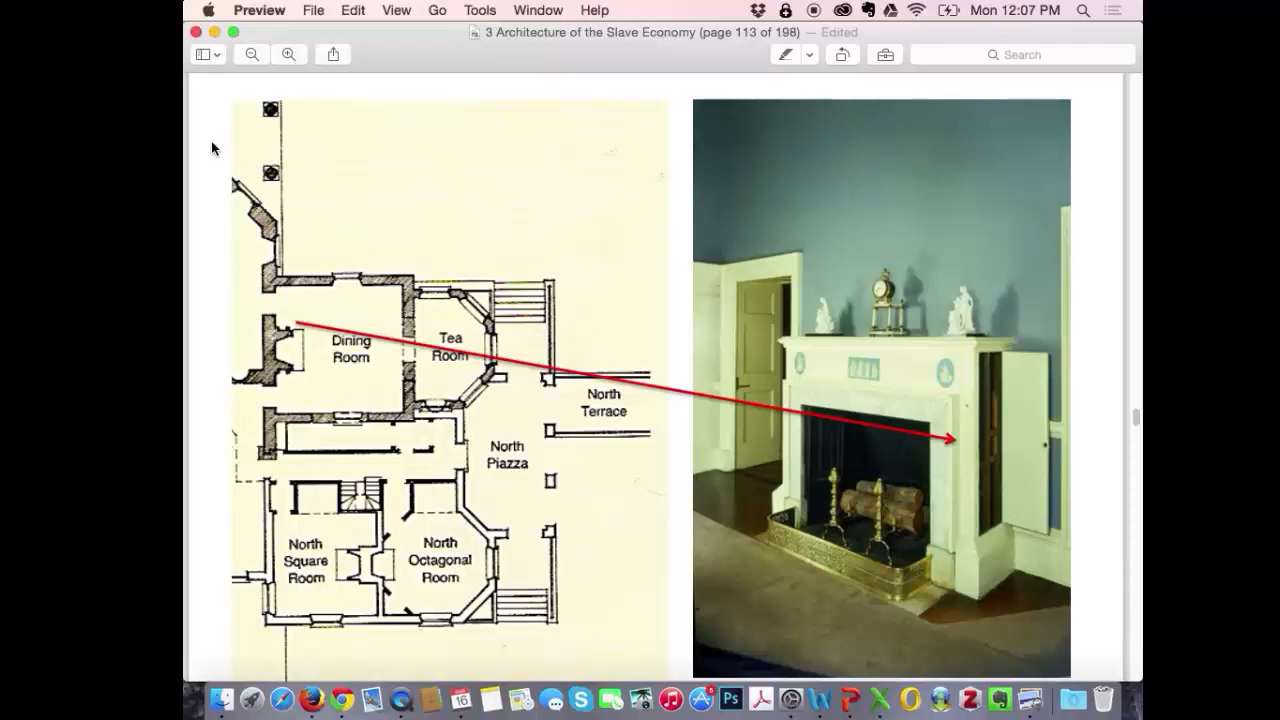 Preview File Edit View Go Tools Window Help Mon 12:07 PM
3 Architecture of the Slave Economy (page 113 of 198) — Edited
Search
Dining
Room
Tea
Room
North
Terrace
North
Piazza
North
Square
Room
North
Octagonal
Room
16
Ps